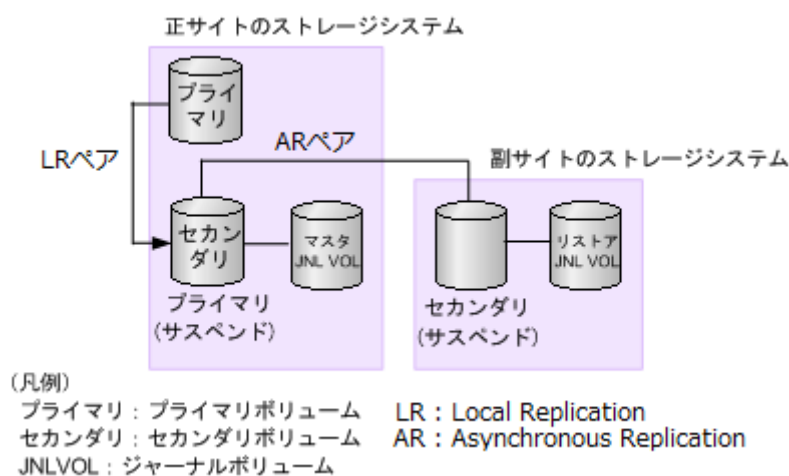 正サイトのストレージシステム
プライ
マリ
LRペア
ARペア
副サイトのストレージシステム
セカン
ダリ
マスタ
JNL VOL
リストア
JNL VOL
プライマリ
(サスペンド)
セカンダリ
(サスペンド)
(凡例)
プライマリ：プライマリボリューム
LR：Local Replication
セカンダリ：セカンダリボリューム
AR：Asynchronous Replication
JNLVOL：ジャーナルボリューム